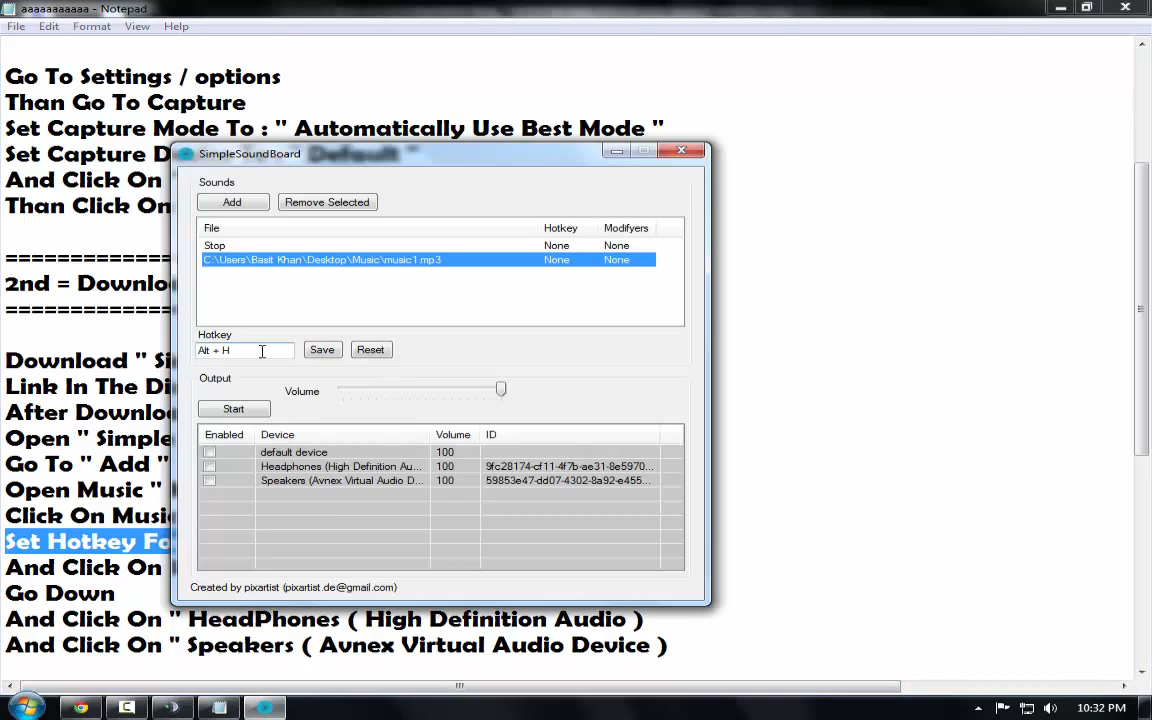 aaaaaaaaaaa - Notepad
File Edit Format View Help
Go To Settings / options
Than Go To Capture
Set Capture Mode To : " Automatically Use Best Mode "
Set Capture D
Default "
And Click On
Than Click On
SimpleSoundBoard
Sounds
Add Remove Selected
File Hotkey Modifyers
Stop None None
C:\Users\Basit Khan\Desktop\Music\music1.mp3 None None
Hotkey
Alt + H Save Reset
Output
Volume
Start
Enabled Device Volume ID
default device 100
Headphones (High Definition Au... 100 9fc28174-cf11-4f7b-ae31-8e5970...
Speakers (Avnex Virtual Audio D... 100 59853e47-dd07-4302-8a92-e455...
Created by pixartist (pixartist.de@gmail.com)
==========
2nd = Downlo
==========
Download " Si
Link In The Di
After Downlo
Open " Simple
Go To " Add "
Open Music "
Click On Musi
Set Hotkey Fo
And Click On
Go Down
And Click On " HeadPhones ( High Definition Audio )
And Click On " Speakers ( Avnex Virtual Audio Device )
10:32 PM